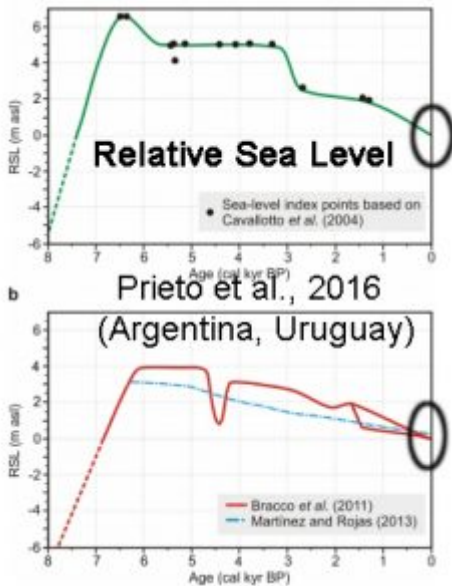 6
4
2
0
-2
-4
-6
RSL (m asl)
Relative Sea Level
Sea-level index points based on
Cavallotto et al. (2004)
8 7 6 5 4 3 2 1 0
Age (cal kyr BP)
b
Prieto et al., 2016
(Argentina, Uruguay)
6
4
2
0
-2
-4
-6
RSL (m asl)
Bracco et al. (2011)
Martínez and Rojas (2013)
8 7 6 5 4 3 2 1 0
Age (cal kyr BP)